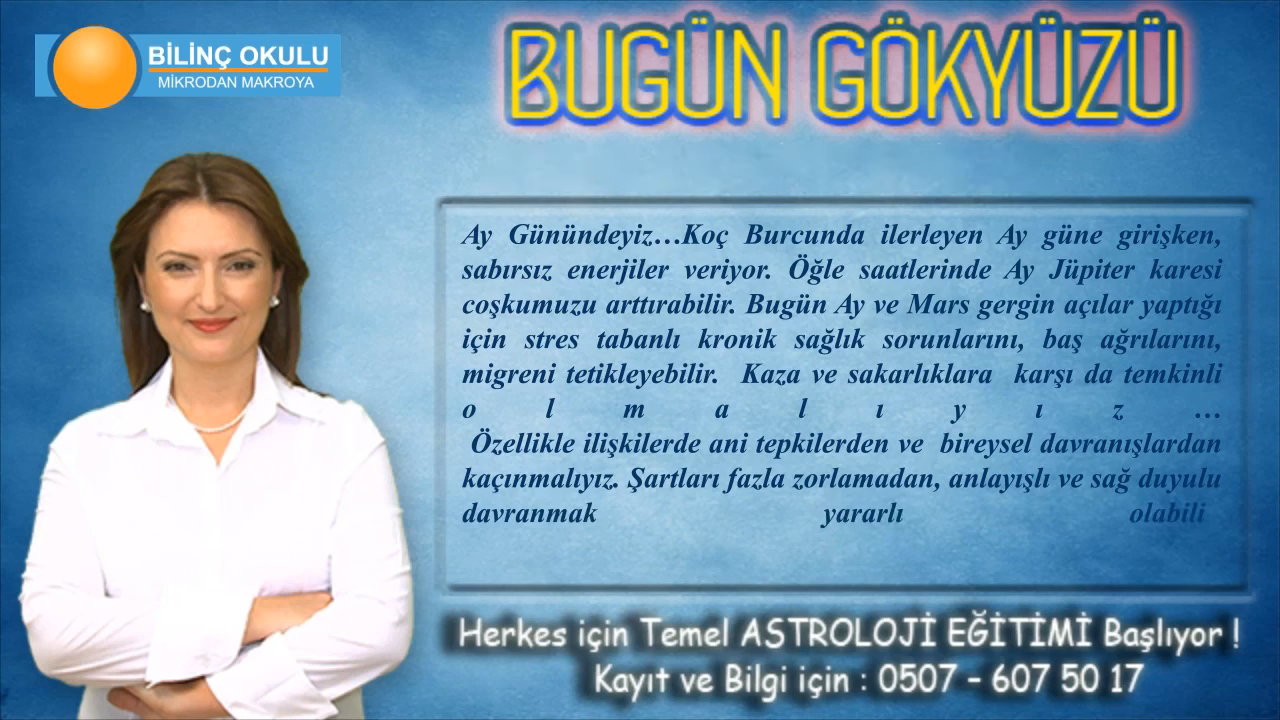 BİLİNÇ OKULU
MİKRODAN MAKROYA
BUGÜN GÖKYÜZÜ
Ay Günündeyiz…Koç Burcunda ilerleyen Ay güne girişken,
sabırsız enerjiler veriyor. Öğle saatlerinde Ay Jüpiter karesi
coşkumuzu arttırabilir. Bugün Ay ve Mars gergin açılar yaptığı
için stres tabanlı kronik sağlık sorunlarını, baş ağrılarını,
migreni tetikleyebilir. Kaza ve sakarlıklara karşı da temkinli
o l m a l ı y ı z …
Özellikle ilişkilerde ani tepkilerden ve bireysel davranışlardan
kaçınmalıyız. Şartları fazla zorlamadan, anlayışlı ve sağ duyulu
davranmak yararlı olabili
Herkes için Temel ASTROLOJİ EĞİTİMİ Başlıyor !
Kayıt ve Bilgi için : 0507 – 607 50 17